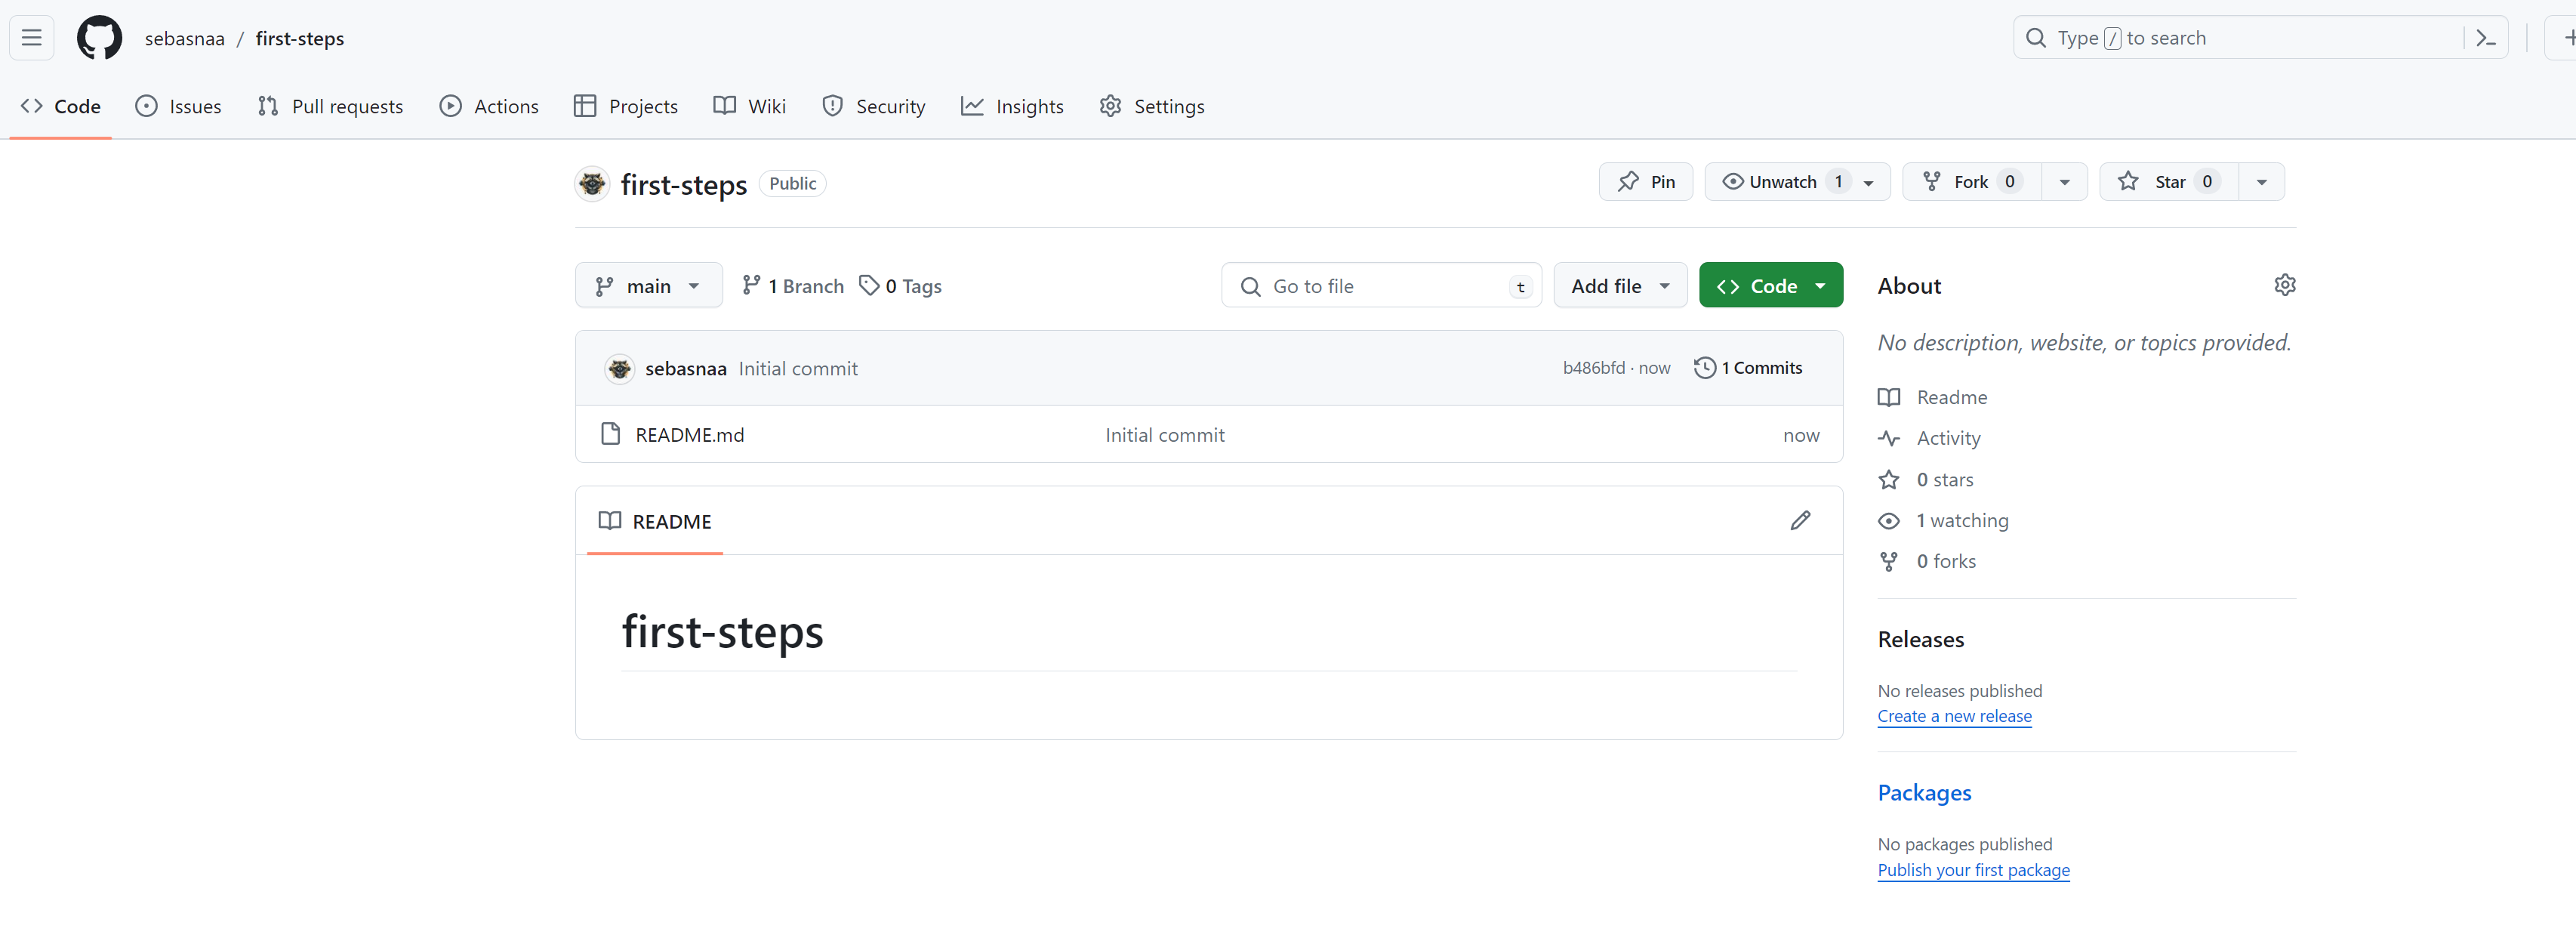 sebasnaa / first-steps
Type / to search
Code Issues Pull requests Actions Projects Wiki Security Insights Settings
first-steps Public
Pin Unwatch 1 Fork 0 Star 0
main 1 Branch 0 Tags Go to file t Add file Code
sebasnaa Initial commit b486bfd · now 1 Commits
README.md Initial commit now
README
first-steps
About
No description, website, or topics provided.
Readme
Activity
0 stars
1 watching
0 forks
Releases
No releases published
Create a new release
Packages
No packages published
Publish your first package